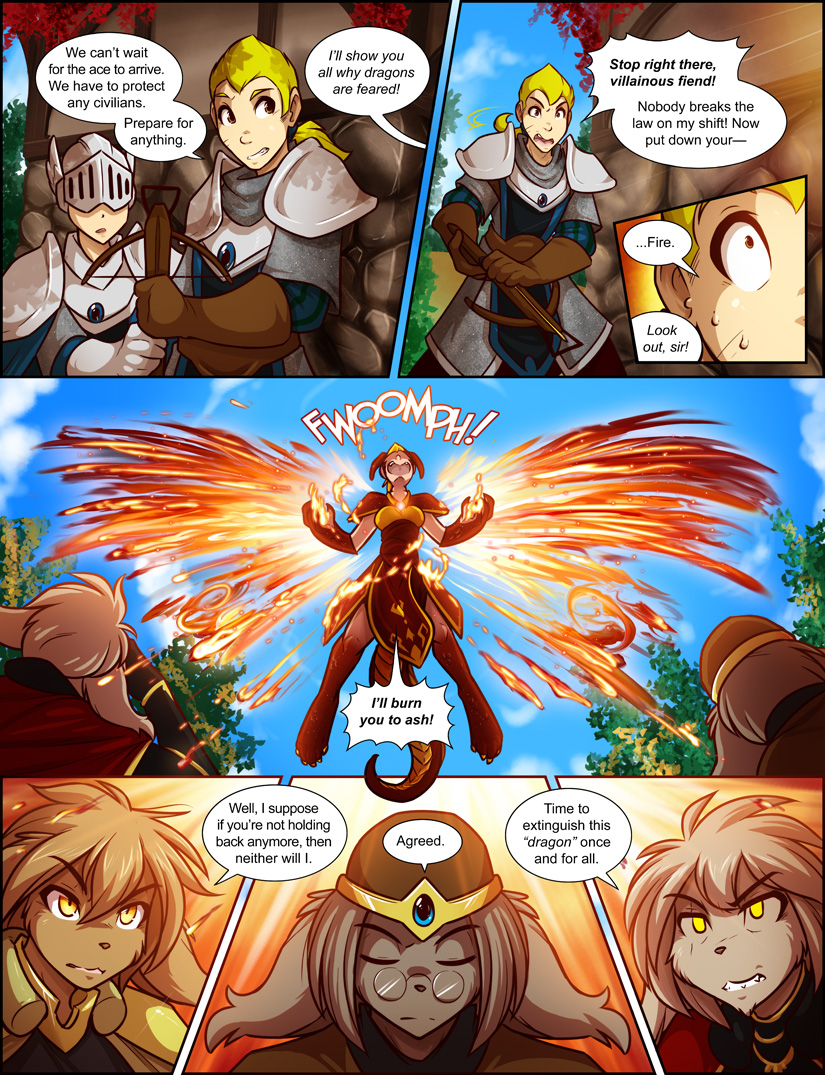 We can't wait
for the ace to arrive.
We have to protect
any civilians.
Prepare for
anything.
I'll show you
all why dragons
are feared!
Stop right there,
villainous fiend!
Nobody breaks the
law on my shift! Now
put down your—
...Fire.
Look
out, sir!
FWOOMPH!
I'll burn
you to ash!
Well, I suppose
if you're not holding
back anymore, then
neither will I.
Agreed.
Time to
extinguish this
“dragon” once
and for all.